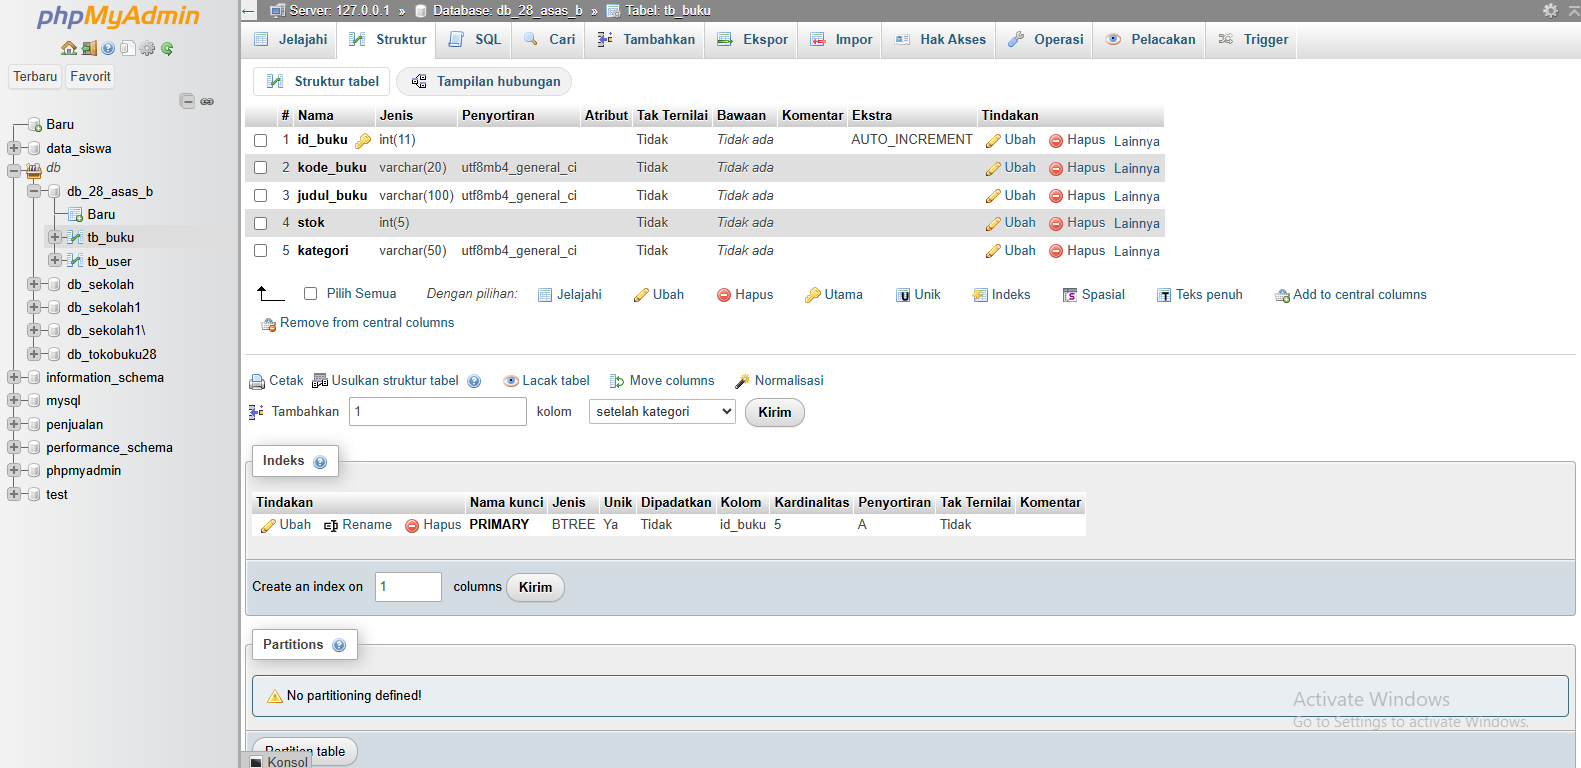 phpMyAdmin
Terbaru Favorit
Baru
data_siswa
db
db_28_asas_b
Baru
tb_buku
tb_user
db_sekolah
db_sekolah1
db_sekolah1\
db_tokobuku28
information_schema
mysql
penjualan
performance_schema
phpmyadmin
test
Server: 127.0.0.1 » Database: db_28_asas_b » Tabel: tb_buku
Jelajahi Struktur SQL Cari Tambahkan Ekspor Impor Hak Akses Operasi Pelacakan Trigger
Struktur tabel Tampilan hubungan
# Nama Jenis Penyortiran Atribut Tak Ternilai Bawaan Komentar Ekstra Tindakan
1 id_buku int(11) Tidak Tidak ada AUTO_INCREMENT Ubah Hapus Lainnya
2 kode_buku varchar(20) utf8mb4_general_ci Tidak Tidak ada Ubah Hapus Lainnya
3 judul_buku varchar(100) utf8mb4_general_ci Tidak Tidak ada Ubah Hapus Lainnya
4 stok int(5) Tidak Tidak ada Ubah Hapus Lainnya
5 kategori varchar(50) utf8mb4_general_ci Tidak Tidak ada Ubah Hapus Lainnya
Pilih Semua Dengan pilihan: Jelajahi Ubah Hapus Utama Unik Indeks Spasial Teks penuh Add to central columns
Remove from central columns
Cetak Usulkan struktur tabel Lacak tabel Move columns Normalisasi
Tambahkan 1 kolom setelah kategori Kirim
Indeks
Tindakan Nama kunci Jenis Unik Dipadatkan Kolom Kardinalitas Penyortiran Tak Ternilai Komentar
Ubah Rename Hapus PRIMARY BTREE Ya Tidak id_buku 5 A Tidak
Create an index on 1 columns Kirim
Partitions
No partitioning defined!
Activate Windows
Go to Settings to activate Windows.
Partition table
Konsol